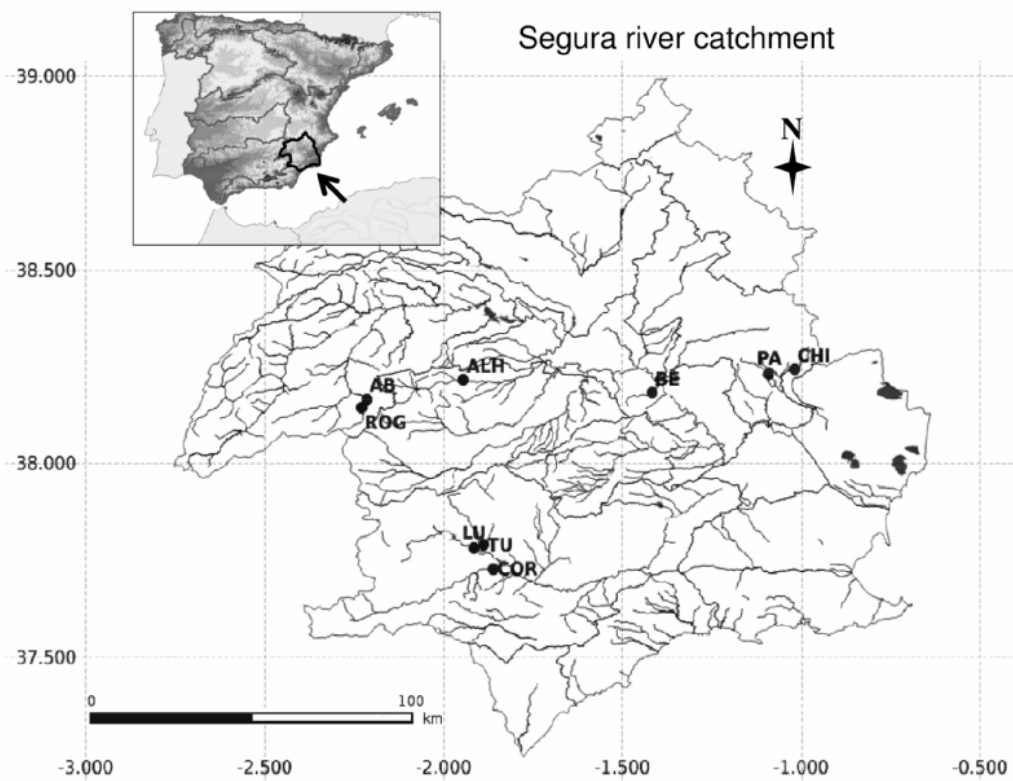 Segura river catchment
39.000
N
38.500
PA CHI
ALH
BE
AB
ROG
38.000
LU
TU
COR
37.500
0 100
km
-3.000 -2.500 -2.000 -1.500 -1.000 -0.500